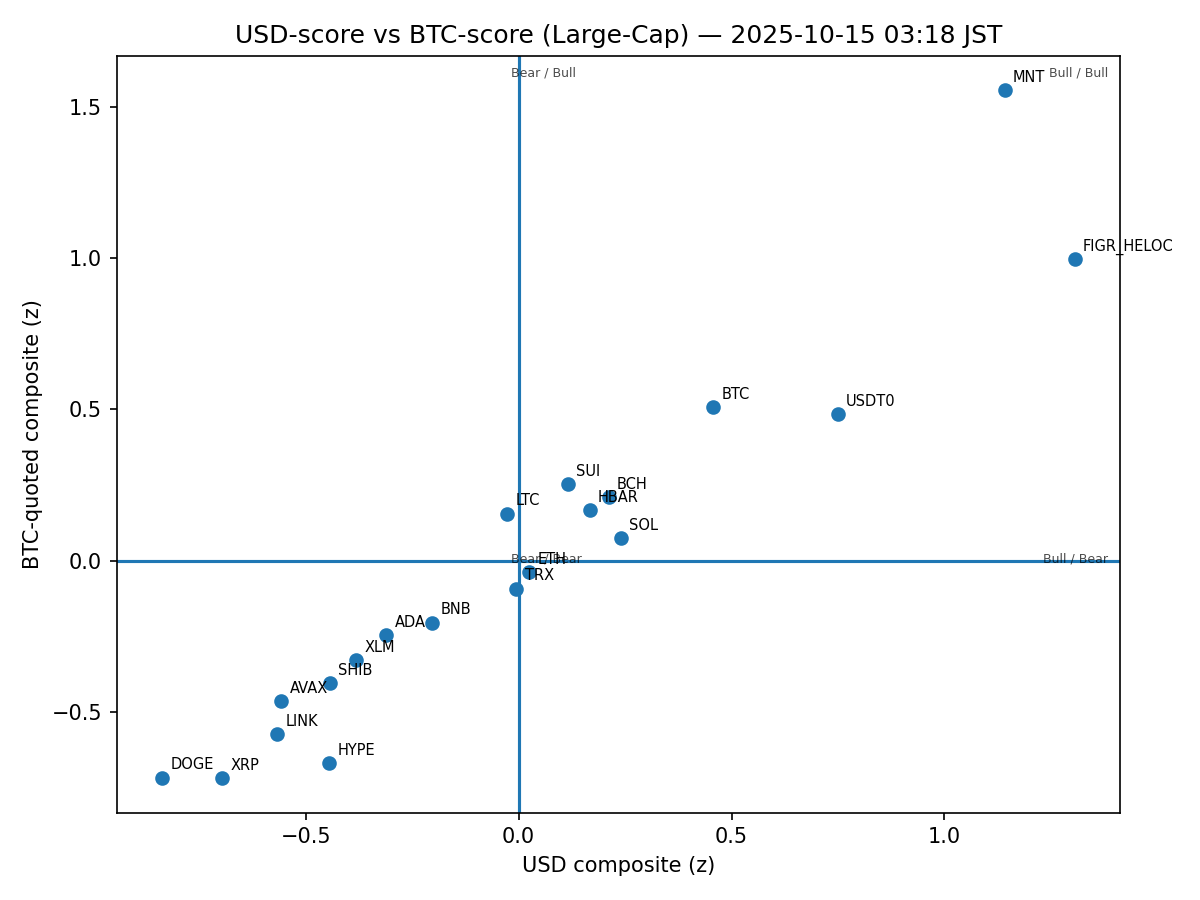 USD-score vs BTC-score (Large-Cap) — 2025-10-15 03:18 JST
Bear / Bull
MNT
Bull / Bull
1.5
FIGR_HELOC
1.0
BTC
USDT0
0.5
SUI
BCH
HBAR
LTC
SOL
0.0
Bear / Bear
ETH
Bull / Bear
TRX
BNB
ADA
XLM
SHIB
AVAX
LINK
−0.5
HYPE
DOGE
XRP
−0.5
0.0
0.5
1.0
USD composite (z)
BTC-quoted composite (z)